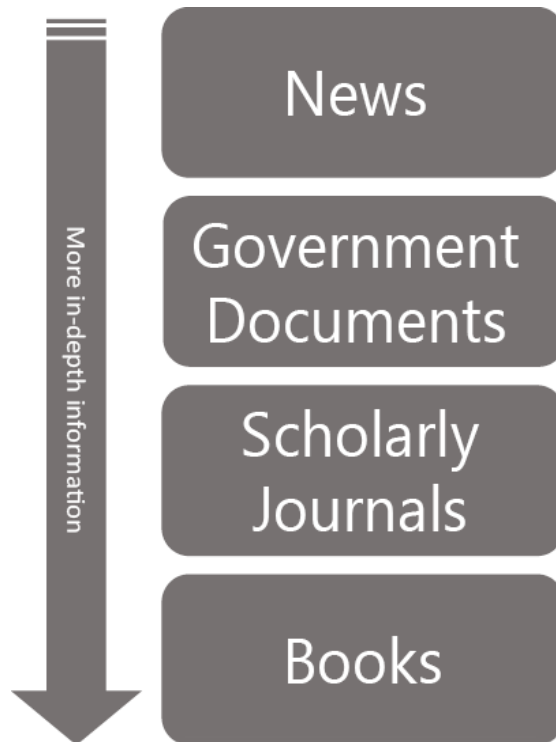 News
Government
Documents
Scholarly
Journals
Books
More in-depth information